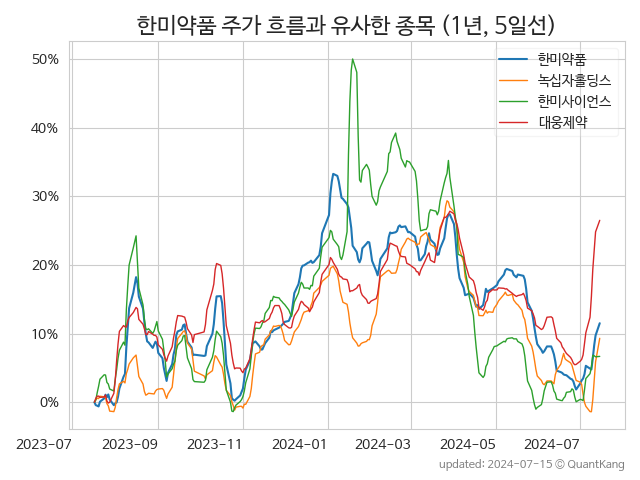 한미약품 주가 흐름과 유사한 종목 (1년, 5일선)
50%
40%
30%
20%
10%
0%
한미약품
녹십자홀딩스
한미사이언스
대웅제약
2023-07 2023-09 2023-11 2024-01 2024-03 2024-05 2024-07
updated: 2024-07-15 © QuantKang